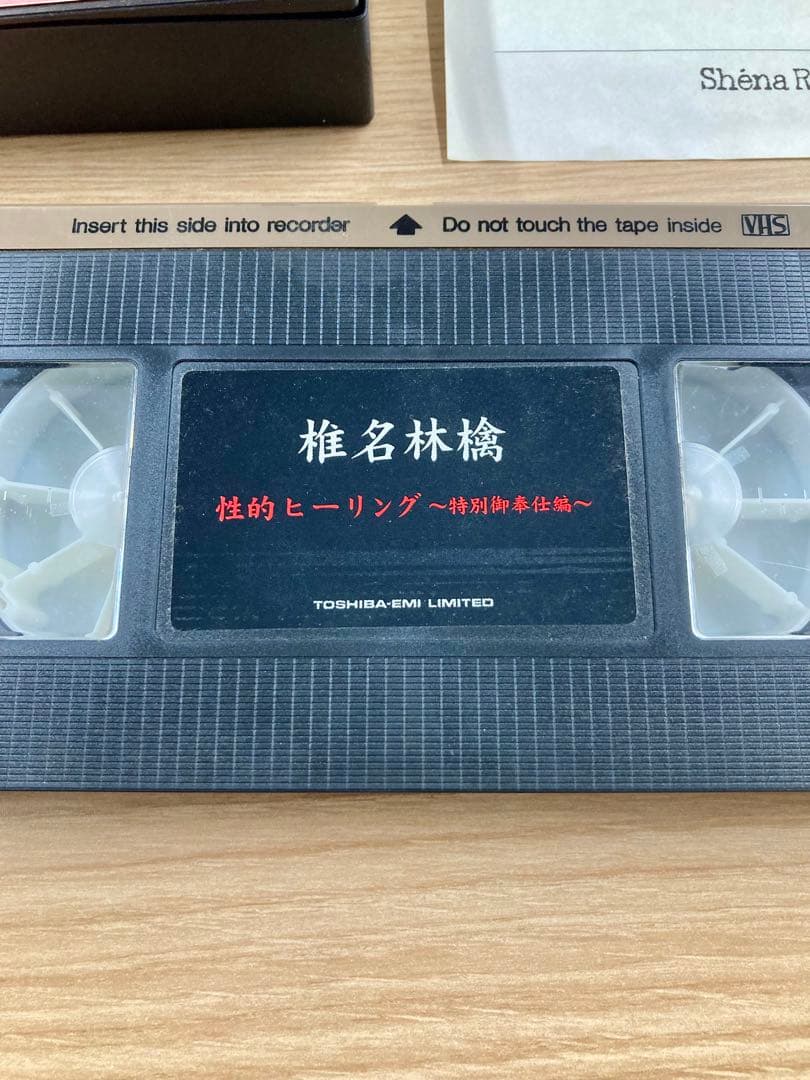 Shéna R
Insert this side into recorder Do not touch the tape inside VHS
椎名林檎
性的ヒーリング～特別御奉仕編～
TOSHIBA-EMI LIMITED